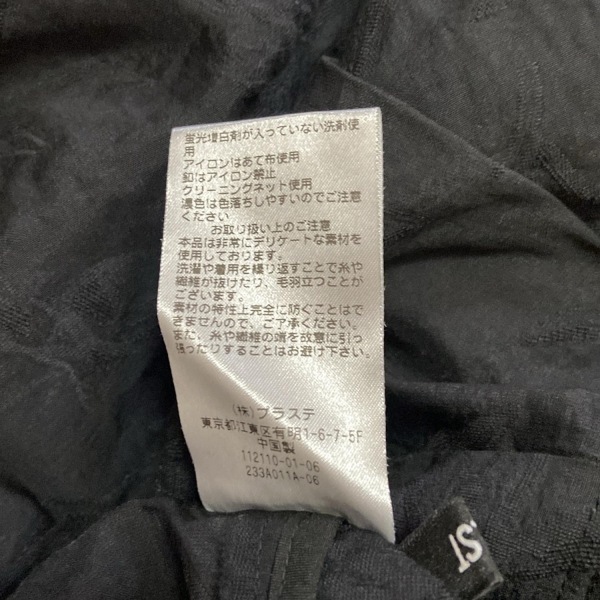 蛍光増白剤が入っていない洗剤使
用
アイロンはあて布使用
釦はアイロン禁止
クリーニングネット使用
濃色は色落ちしやすいのでご注意
ください
お取り扱い上のご注意
本品は非常にデリケートな素材を
使用しております。
洗濯や着用を繰り返すことで糸や
繊維が抜けたり、毛羽立つことが
ございます。
素材の特性上完全に防ぐことはで
きませんので、ご了承ください。
また、糸や繊維の端を故意に引っ
張ったりすることはお避け下さい。
(株)プラステ
東京都江東区有明1-6-7-5F
中国製
112110-01-06
233A011A-06
ST